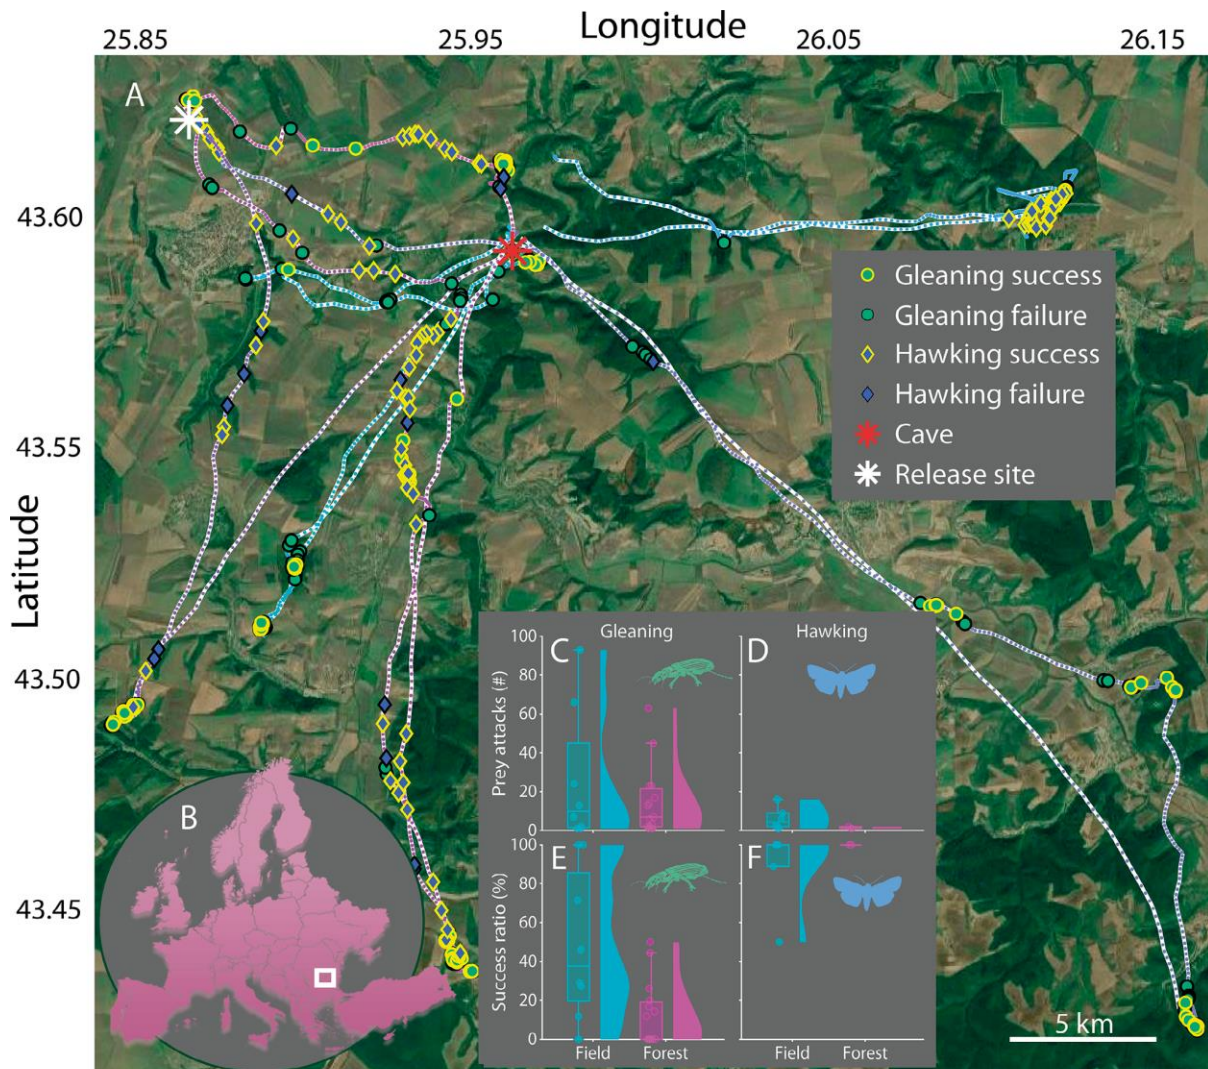 Longitude
25.85 25.95 26.05 26.15
A
43.60
43.55
43.50
43.45
Latitude
Gleaning success
Gleaning failure
Hawking success
Hawking failure
Cave
Release site
B
Gleaning Hawking
C D
100
80
60
40
20
0
Prey attacks (#)
E F
100
80
60
40
20
0
Success ratio (%)
Field Forest Field Forest
5 km